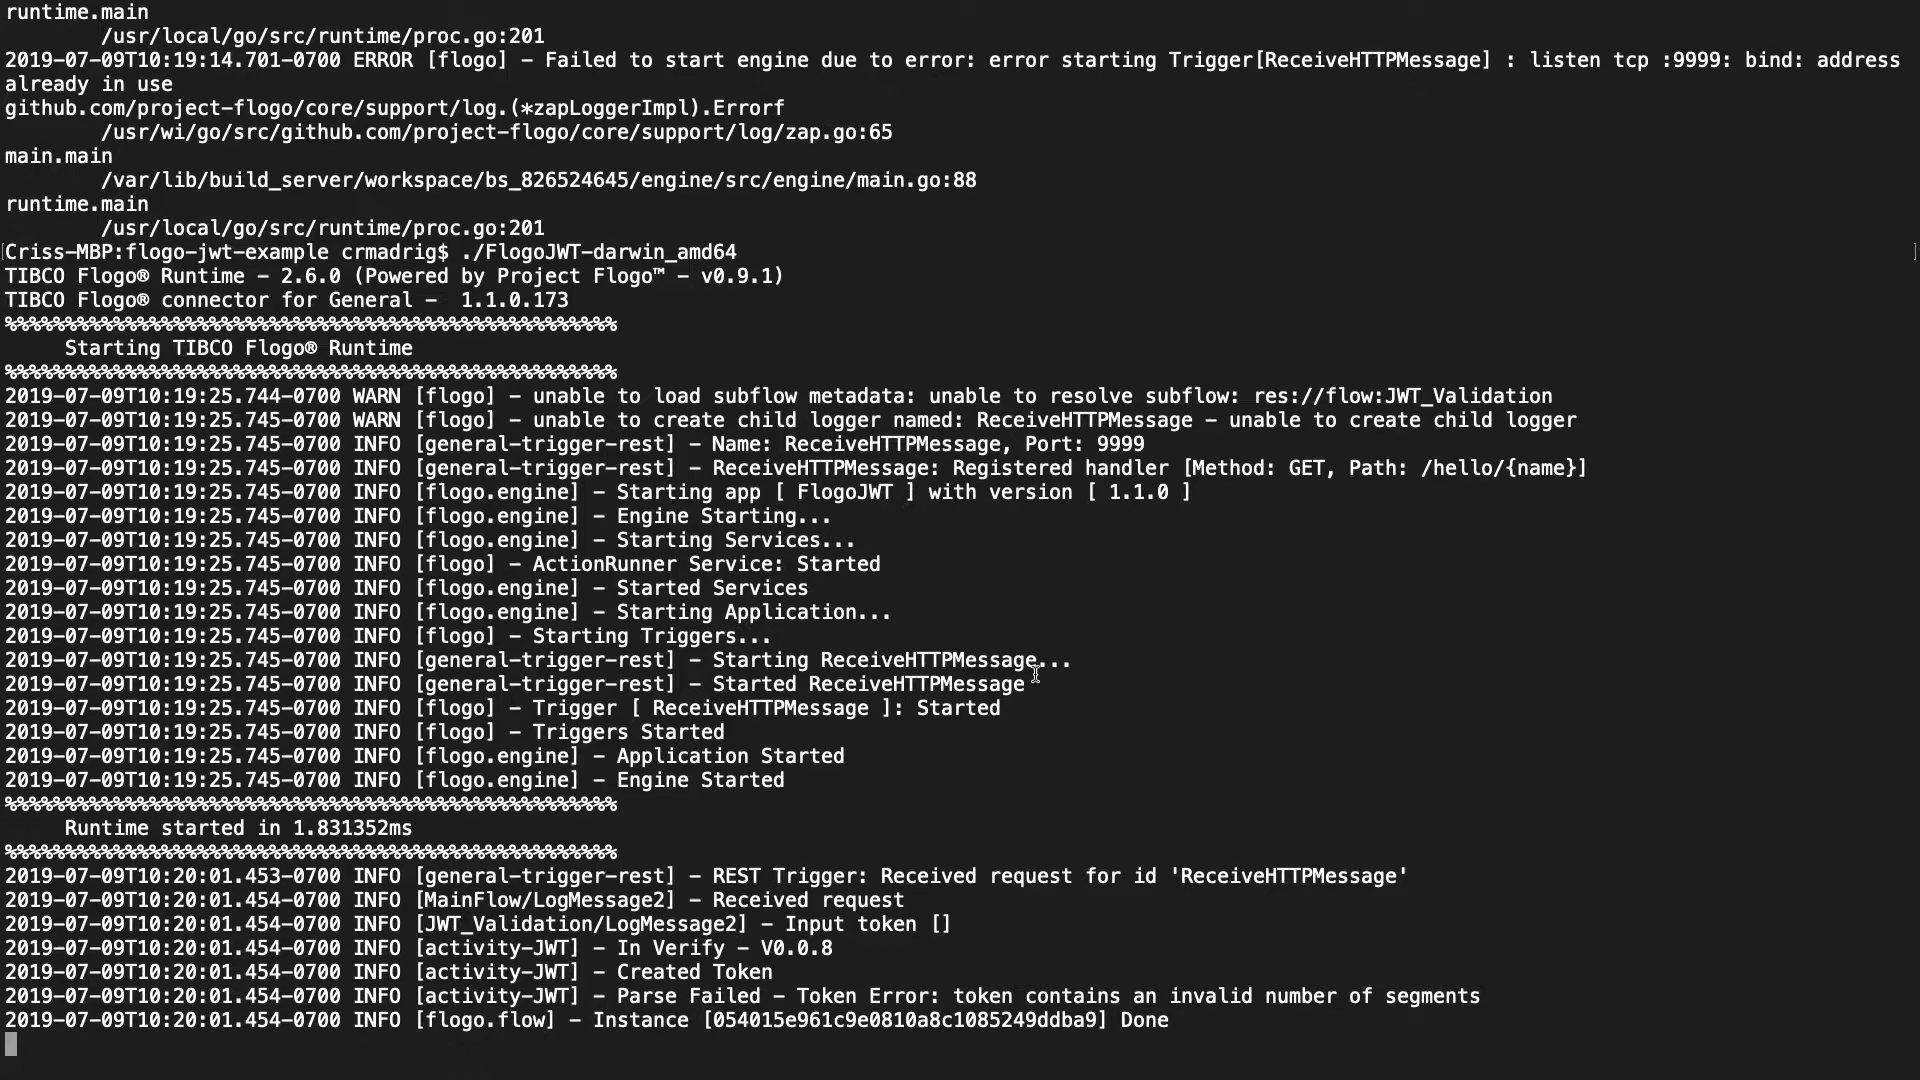 runtime.main
/usr/local/go/src/runtime/proc.go:201
2019-07-09T10:19:14.701-0700 ERROR [flogo] - Failed to start engine due to error: error starting Trigger[ReceiveHTTPMessage] : listen tcp :9999: bind: address
already in use
github.com/project-flogo/core/support/log.(*zapLoggerImpl).Errorf
/usr/wi/go/src/github.com/project-flogo/core/support/log/zap.go:65
main.main
/var/lib/build_server/workspace/bs_826524645/engine/src/engine/main.go:88
runtime.main
/usr/local/go/src/runtime/proc.go:201
[Criss-MBP:flogo-jwt-example crmadrig$ ./FlogoJWT-darwin_amd64 ]
TIBCO Flogo® Runtime - 2.6.0 (Powered by Project Flogo™ - v0.9.1)
TIBCO Flogo® connector for General -  1.1.0.173
%%%%%%%%%%%%%%%%%%%%%%%%%%%%%%%%%%%%%%%%%%%%%%%%%%%
Starting TIBCO Flogo® Runtime
%%%%%%%%%%%%%%%%%%%%%%%%%%%%%%%%%%%%%%%%%%%%%%%%%%%
2019-07-09T10:19:25.744-0700 WARN [flogo] - unable to load subflow metadata: unable to resolve subflow: res://flow:JWT_Validation
2019-07-09T10:19:25.745-0700 WARN [flogo] - unable to create child logger named: ReceiveHTTPMessage - unable to create child logger
2019-07-09T10:19:25.745-0700 INFO [general-trigger-rest] - Name: ReceiveHTTPMessage, Port: 9999
2019-07-09T10:19:25.745-0700 INFO [general-trigger-rest] - ReceiveHTTPMessage: Registered handler [Method: GET, Path: /hello/{name}]
2019-07-09T10:19:25.745-0700 INFO [flogo.engine] - Starting app [ FlogoJWT ] with version [ 1.1.0 ]
2019-07-09T10:19:25.745-0700 INFO [flogo.engine] - Engine Starting...
2019-07-09T10:19:25.745-0700 INFO [flogo.engine] - Starting Services...
2019-07-09T10:19:25.745-0700 INFO [flogo] - ActionRunner Service: Started
2019-07-09T10:19:25.745-0700 INFO [flogo.engine] - Started Services
2019-07-09T10:19:25.745-0700 INFO [flogo.engine] - Starting Application...
2019-07-09T10:19:25.745-0700 INFO [flogo] - Starting Triggers...
2019-07-09T10:19:25.745-0700 INFO [general-trigger-rest] - Starting ReceiveHTTPMessage...
2019-07-09T10:19:25.745-0700 INFO [general-trigger-rest] - Started ReceiveHTTPMessage
2019-07-09T10:19:25.745-0700 INFO [flogo] - Trigger [ ReceiveHTTPMessage ]: Started
2019-07-09T10:19:25.745-0700 INFO [flogo] - Triggers Started
2019-07-09T10:19:25.745-0700 INFO [flogo.engine] - Application Started
2019-07-09T10:19:25.745-0700 INFO [flogo.engine] - Engine Started
%%%%%%%%%%%%%%%%%%%%%%%%%%%%%%%%%%%%%%%%%%%%%%%%%%%
Runtime started in 1.831352ms
%%%%%%%%%%%%%%%%%%%%%%%%%%%%%%%%%%%%%%%%%%%%%%%%%%%
2019-07-09T10:20:01.453-0700 INFO [general-trigger-rest] - REST Trigger: Received request for id 'ReceiveHTTPMessage'
2019-07-09T10:20:01.454-0700 INFO [MainFlow/LogMessage2] - Received request
2019-07-09T10:20:01.454-0700 INFO [JWT_Validation/LogMessage2] - Input token []
2019-07-09T10:20:01.454-0700 INFO [activity-JWT] - In Verify - V0.0.8
2019-07-09T10:20:01.454-0700 INFO [activity-JWT] - Created Token
2019-07-09T10:20:01.454-0700 INFO [activity-JWT] - Parse Failed - Token Error: token contains an invalid number of segments
2019-07-09T10:20:01.454-0700 INFO [flogo.flow] - Instance [054015e961c9e0810a8c1085249ddba9] Done